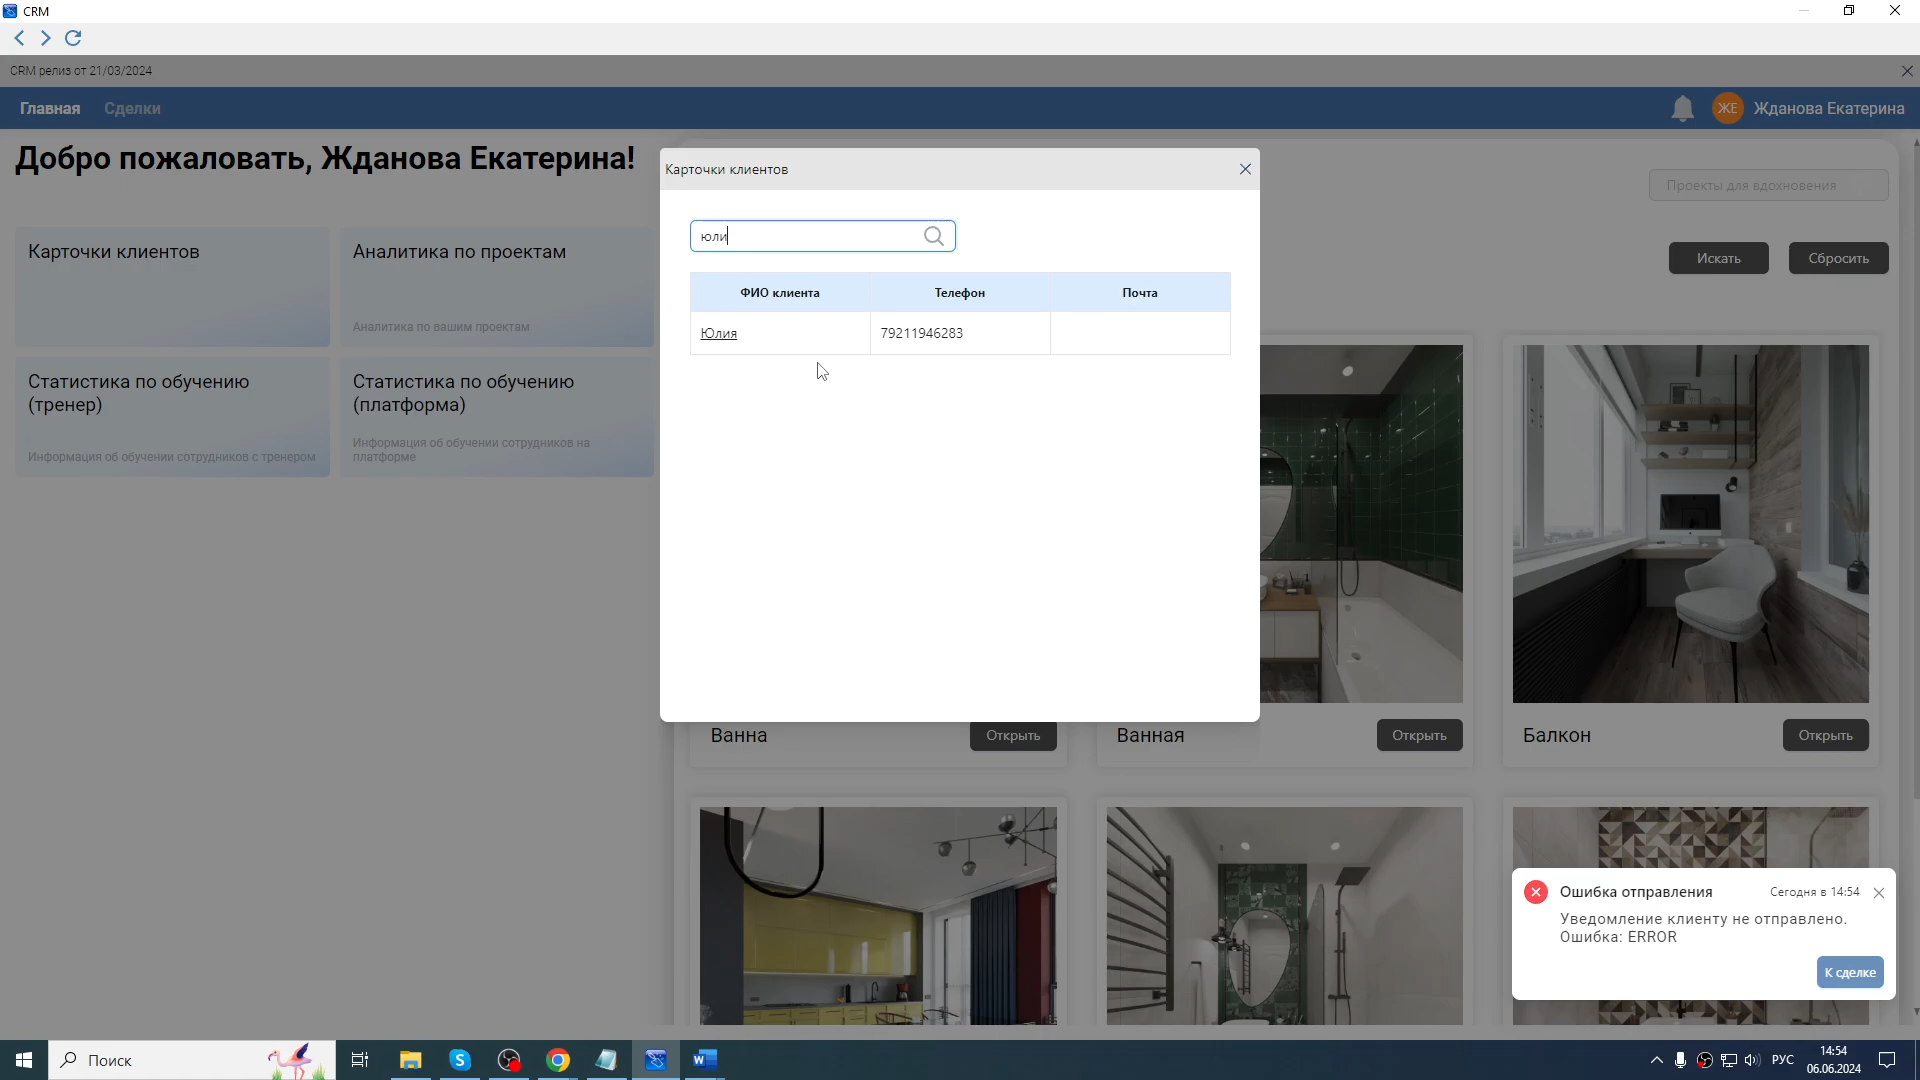 CRM
CRM релиз от 21/03/2024
Главная Сделки
ЖЕ Жданова Екатерина
Добро пожаловать, Жданова Екатерина!
Карточки клиентов
Аналитика по проектам
Аналитика по вашим проектам
Статистика по обучению
(тренер)
Информация об обучении сотрудников с тренером
Статистика по обучению
(платформа)
Информация об обучении сотрудников на
платформе
Карточки клиентов
юли
ФИО клиента Телефон Почта
Юлия 79211946283
Проекты для вдохновения
Искать Сбросить
Ванна Открыть
Ванная Открыть
Балкон Открыть
Ошибка отправления Сегодня в 14:54
Уведомление клиенту не отправлено.
Ошибка: ERROR
К сделке
Поиск
РУС
14:54
06.06.2024